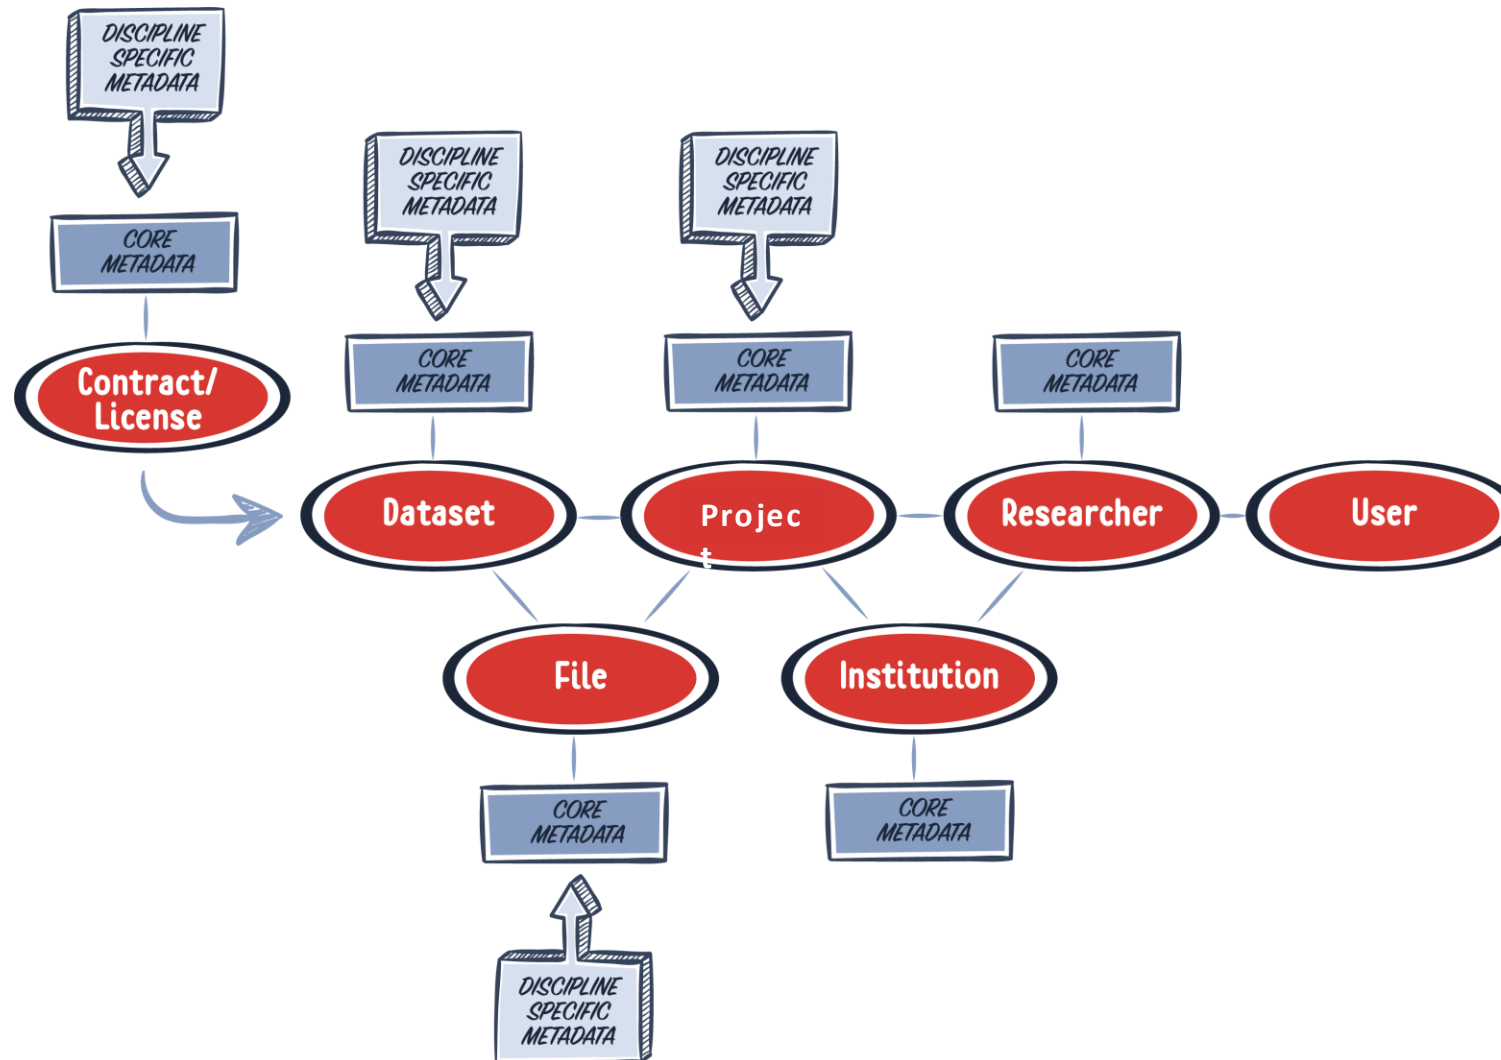 DISCIPLINE
SPECIFIC
METADATA
DISCIPLINE
SPECIFIC
METADATA
DISCIPLINE
SPECIFIC
METADATA
CORE
METADATA
CORE
METADATA
CORE
METADATA
CORE
METADATA
Contract/
License
Dataset
Projec
t
Researcher
User
File
Institution
CORE
METADATA
CORE
METADATA
DISCIPLINE
SPECIFIC
METADATA